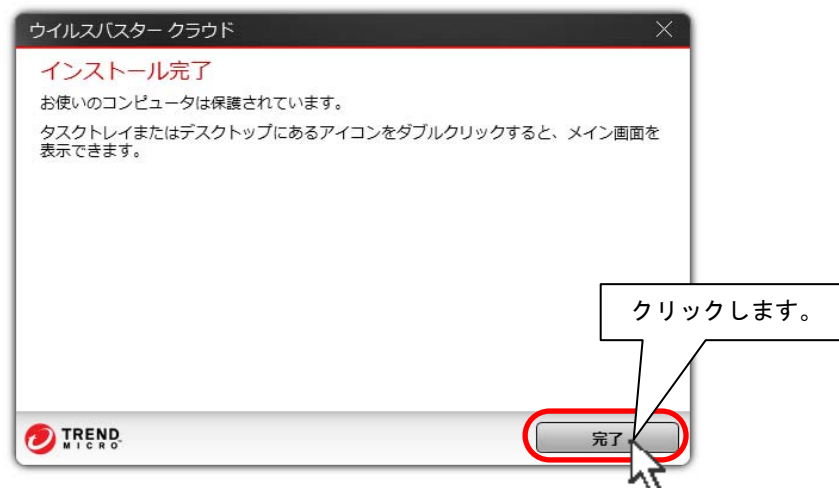 ウイルスバスター クラウド
インストール完了
お使いのコンピュータは保護されています。
タスクトレイまたはデスクトップにあるアイコンをダブルクリックすると、メイン画面を
表示できます。
クリックします。
TREND
MICRO
完了